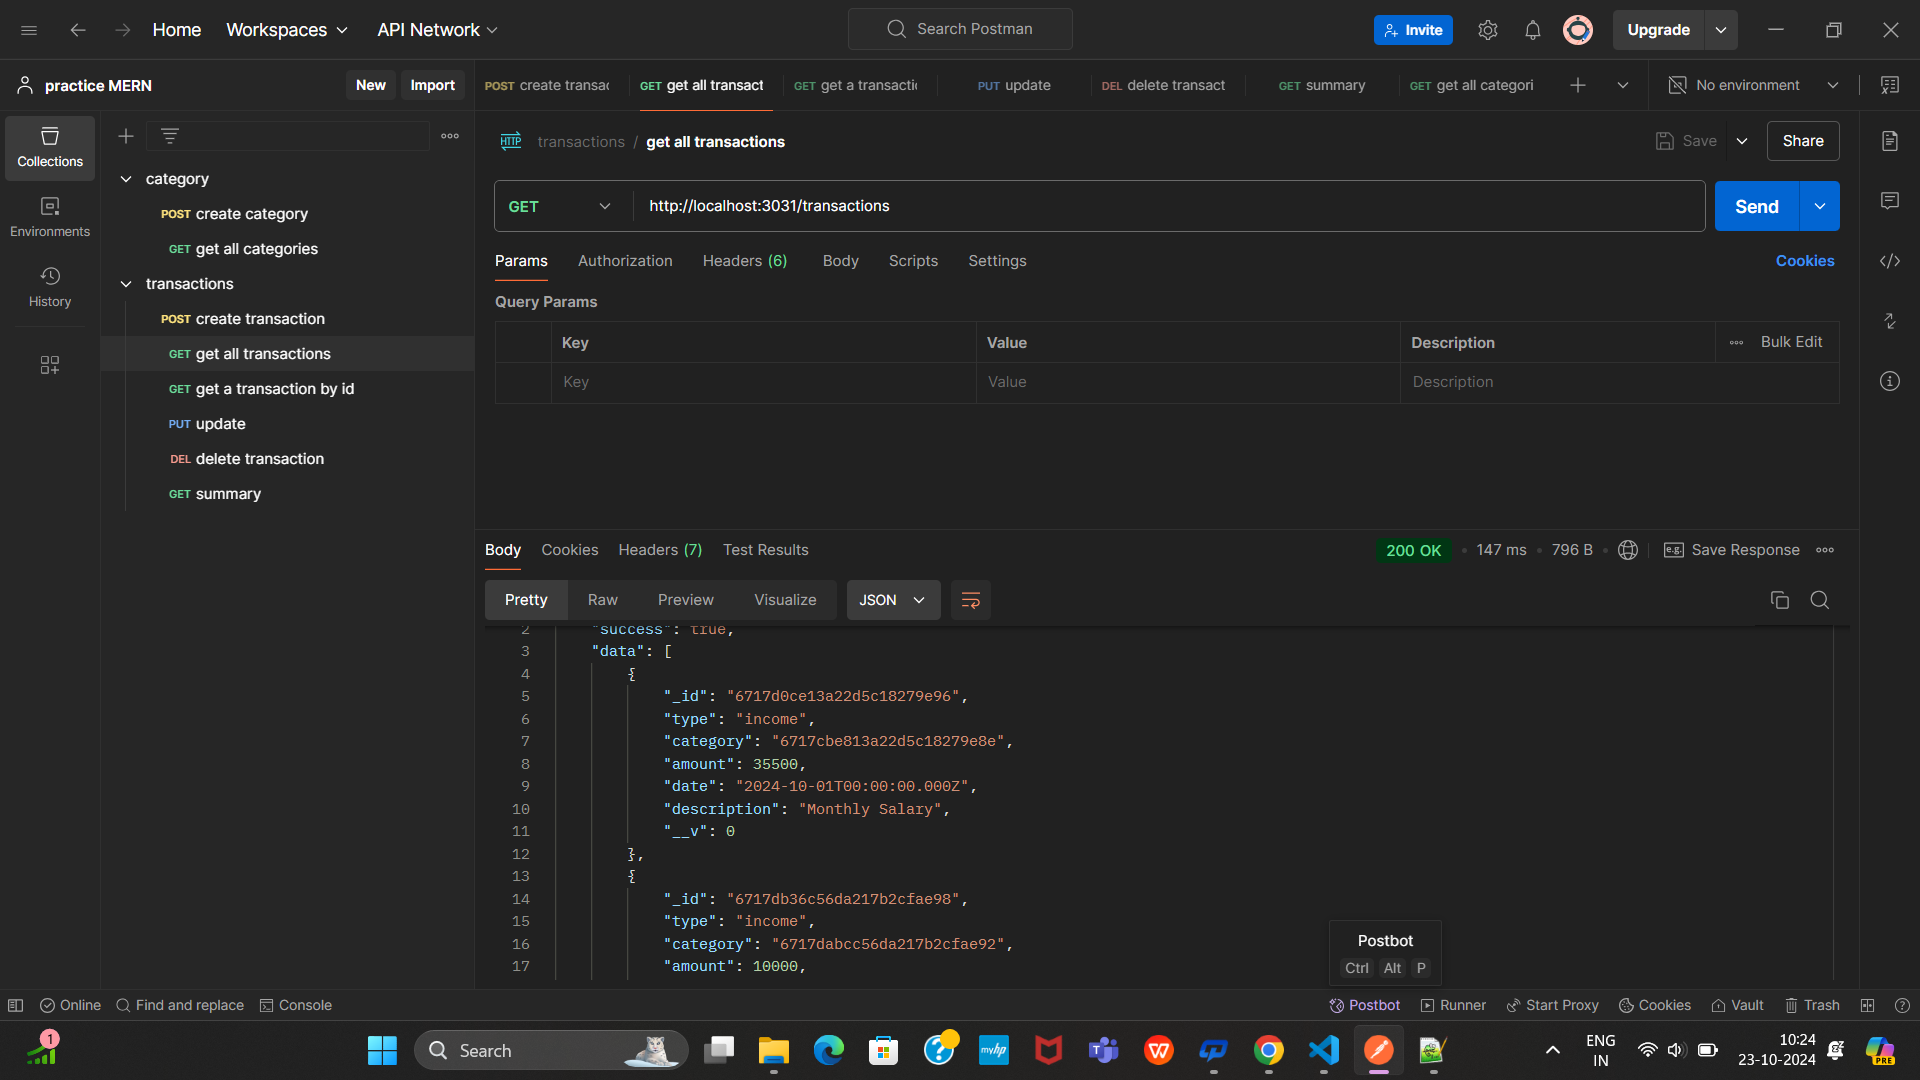 Home Workspaces API Network Search Postman Invite Upgrade
practice MERN New Import POST create transac GET get all transact GET get a transactic PUT update DEL delete transact GET summary GET get all categori No environment
Collections
Environments
History
category
POST create category
GET get all categories
transactions
POST create transaction
GET get all transactions
GET get a transaction by id
PUT update
DEL delete transaction
GET summary
HTTP transactions / get all transactions Save Share
GET http://localhost:3031/transactions Send
Params Authorization Headers (6) Body Scripts Settings Cookies
Query Params
Key Value Description Bulk Edit
Key Value Description
Body Cookies Headers (7) Test Results 200 OK 147 ms 796 B e.g. Save Response
Pretty Raw Preview Visualize JSON
2 "success": true,
3 "data": [
4 {
5 "_id": "6717d0ce13a22d5c18279e96",
6 "type": "income",
7 "category": "6717cbe813a22d5c18279e8e",
8 "amount": 35500,
9 "date": "2024-10-01T00:00:00.000Z",
10 "description": "Monthly Salary",
11 "__v": 0
12 },
13 {
14 "_id": "6717db36c56da217b2cfae98",
15 "type": "income",
16 "category": "6717dabcc56da217b2cfae92",
17 "amount": 10000,
Postbot
Ctrl Alt P
Online Find and replace Console Postbot Runner Start Proxy Cookies Vault Trash
1 Search myhp ENG 10:24
IN 23-10-2024 PRE